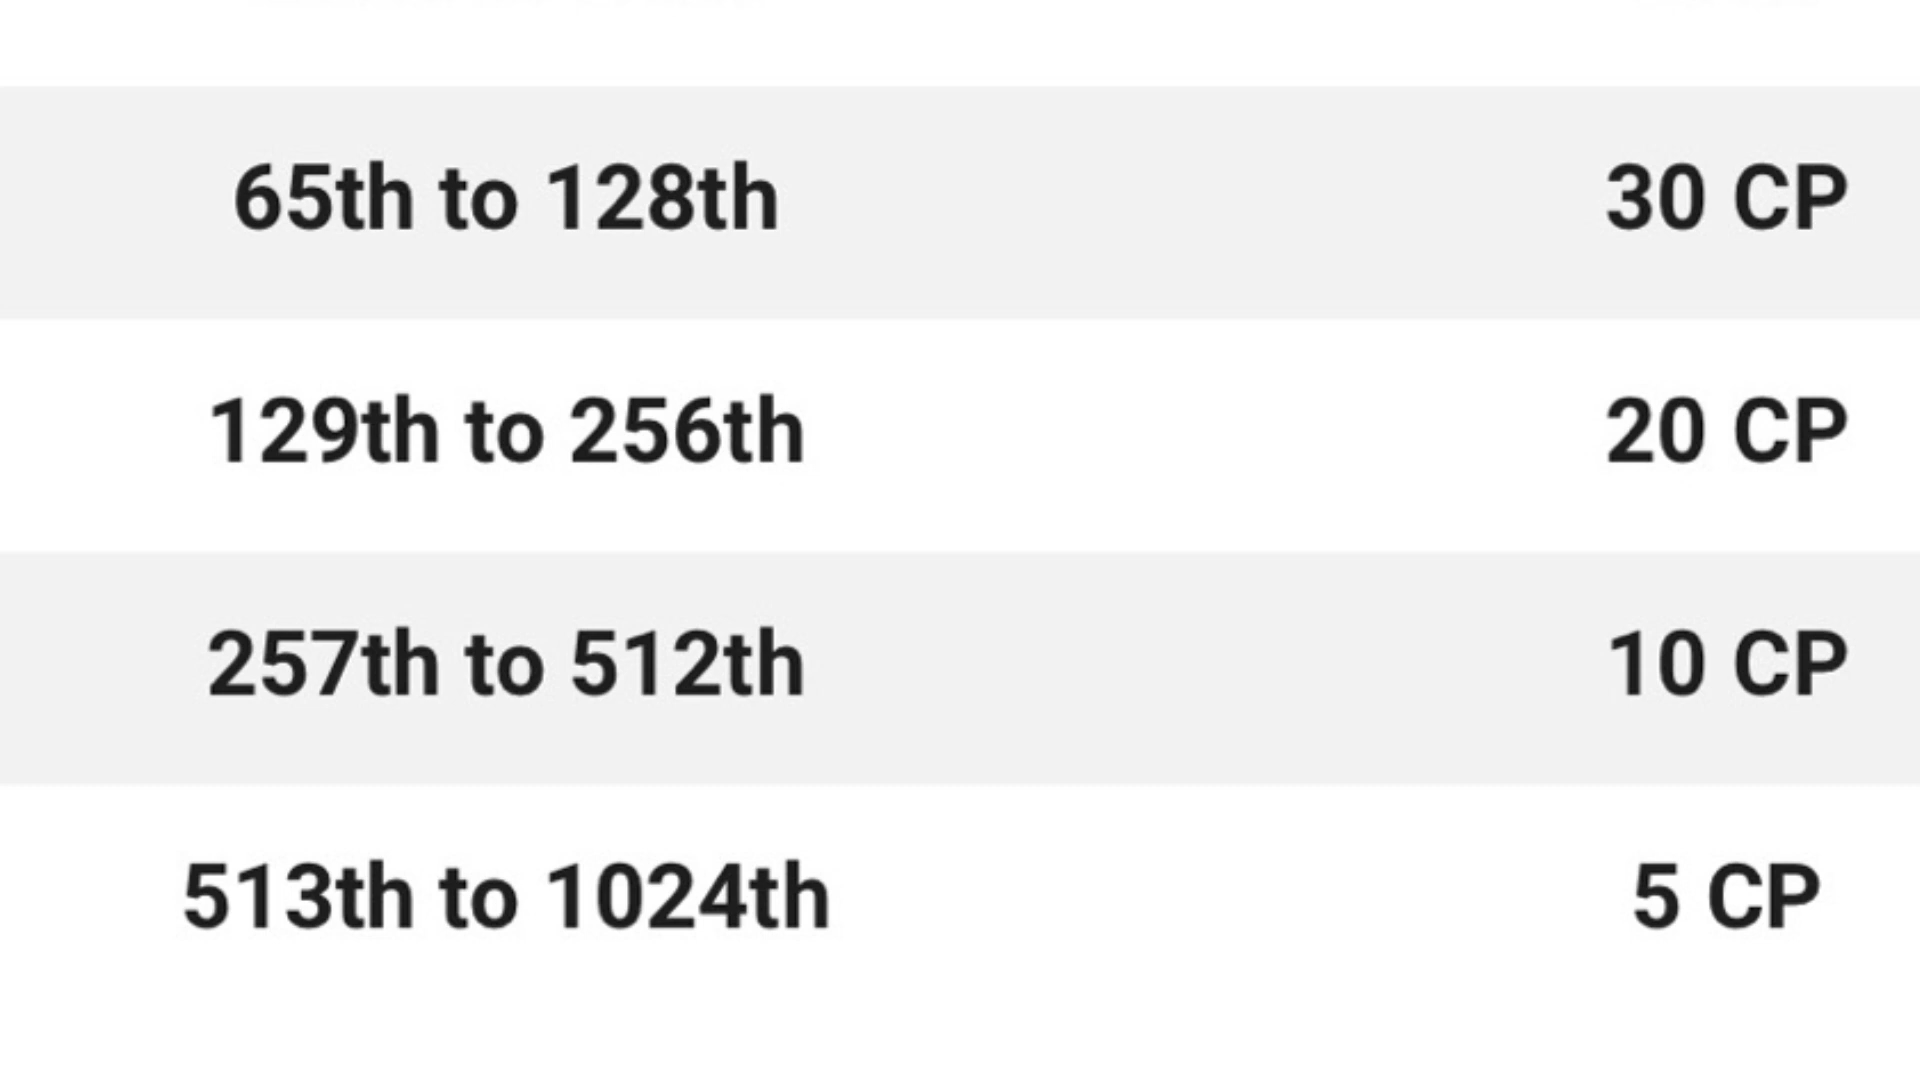 65th to 128th 30 CP
129th to 256th 20 CP
257th to 512th 10 CP
513th to 1024th 5 CP